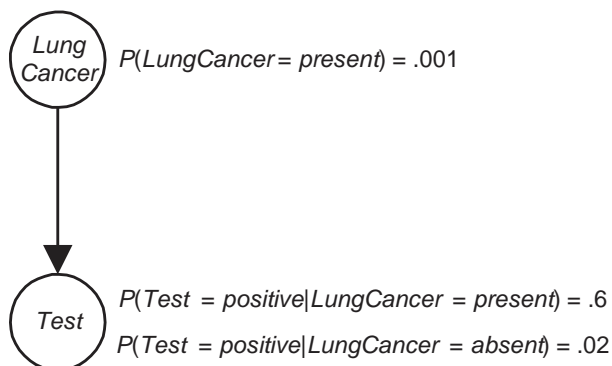 Lung
Cancer
P(LungCancer = present) = .001
P(Test = positive|LungCancer = present) = .6
Test
P(Test = positive|LungCancer = absent) = .02